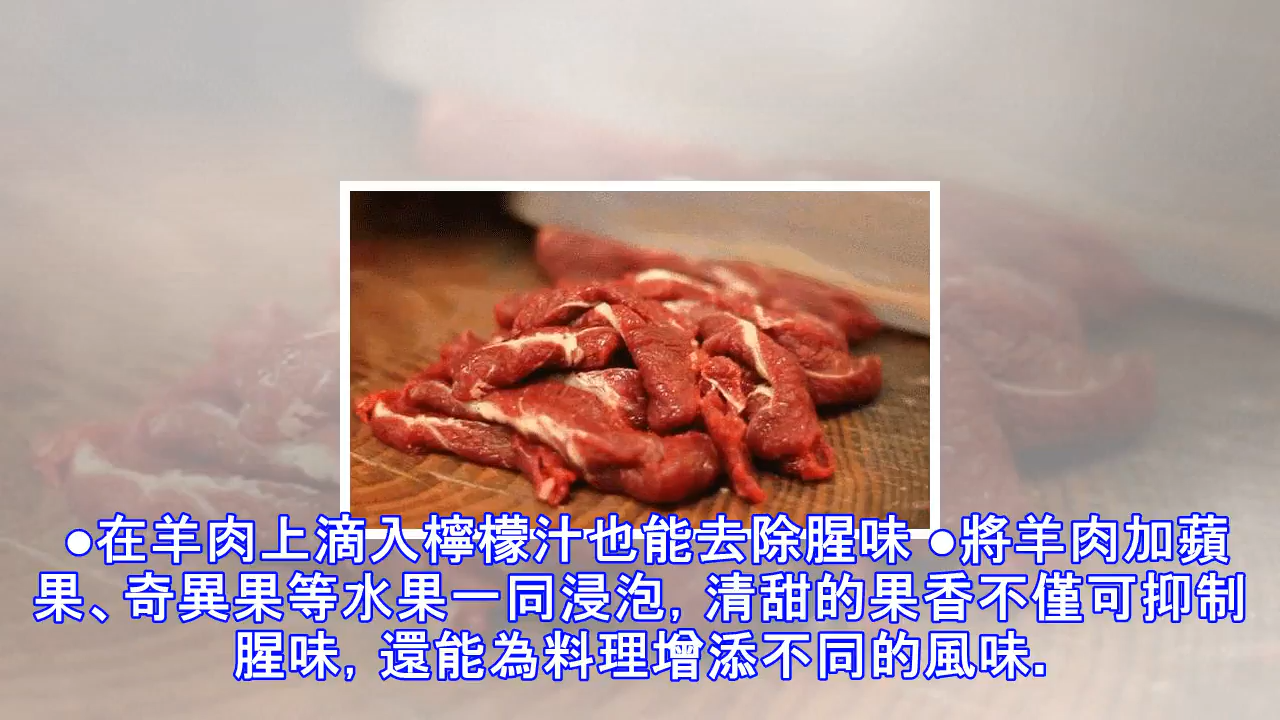 ●在羊肉上滴入檸檬汁也能去除腥味 ●將羊肉加蘋
果、奇異果等水果一同浸泡, 清甜的果香不僅可抑制
腥味, 還能為料理增添不同的風味.